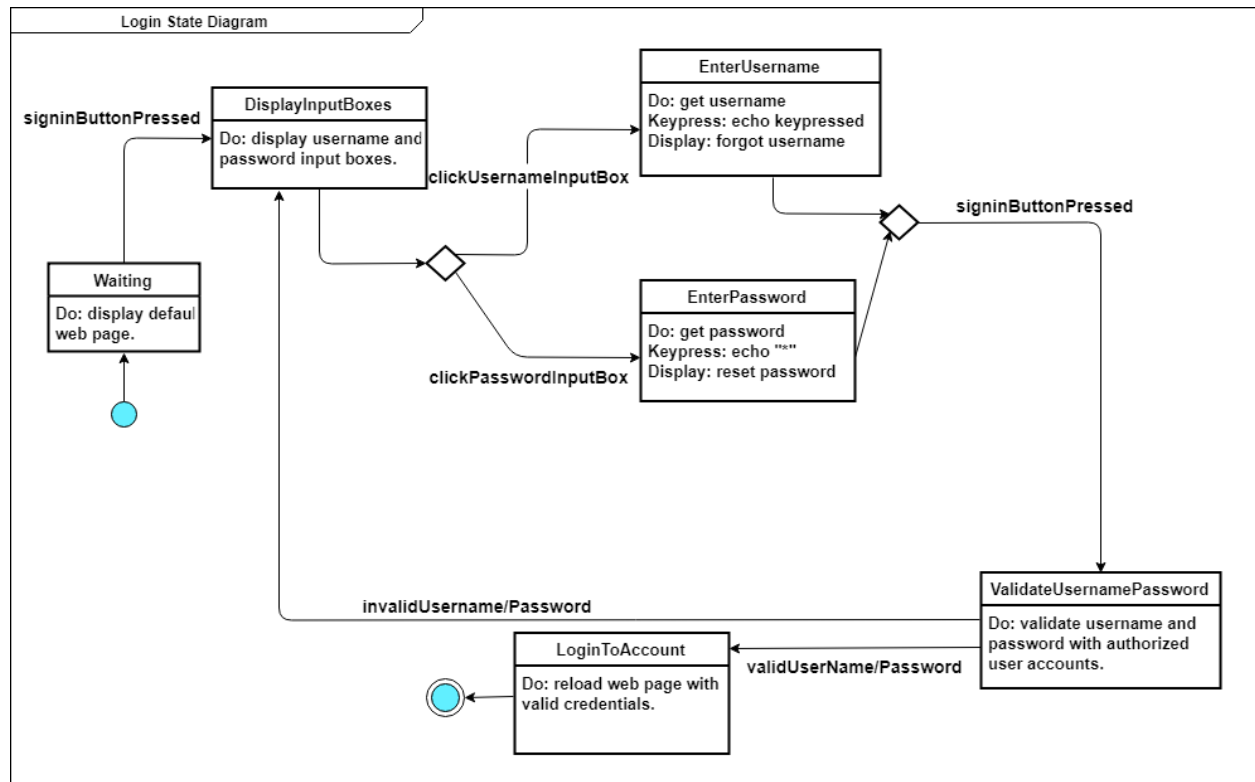 Login State Diagram
signinButtonPressed
DisplayInputBoxes
Do: display username and
password input boxes.
EnterUsername
Do: get username
Keypress: echo keypressed
Display: forgot username
clickUsernameInputBox
signinButtonPressed
Waiting
Do: display defaul
web page.
EnterPassword
Do: get password
Keypress: echo "*"
Display: reset password
clickPasswordInputBox
ValidateUsernamePassword
Do: validate username and
password with authorized
user accounts.
invalidUsername/Password
LoginToAccount
Do: reload web page with
valid credentials.
validUserName/Password